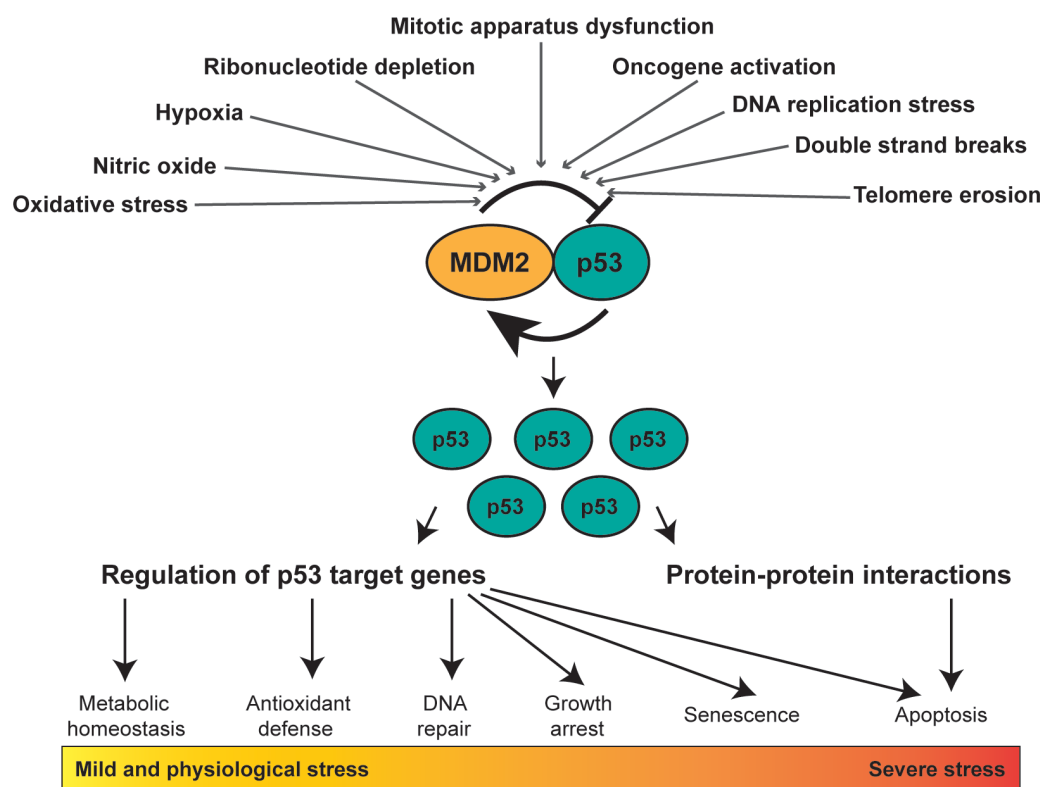 Mitotic apparatus dysfunction
Ribonucleotide depletion
Oncogene activation
Hypoxia
DNA replication stress
Nitric oxide
Double strand breaks
Oxidative stress
Telomere erosion
MDM2
p53
p53
p53
p53
p53
p53
Regulation of p53 target genes
Protein-protein interactions
Metabolic
homeostasis
Antioxidant
defense
DNA
repair
Growth
arrest
Senescence
Apoptosis
Mild and physiological stress
Severe stress